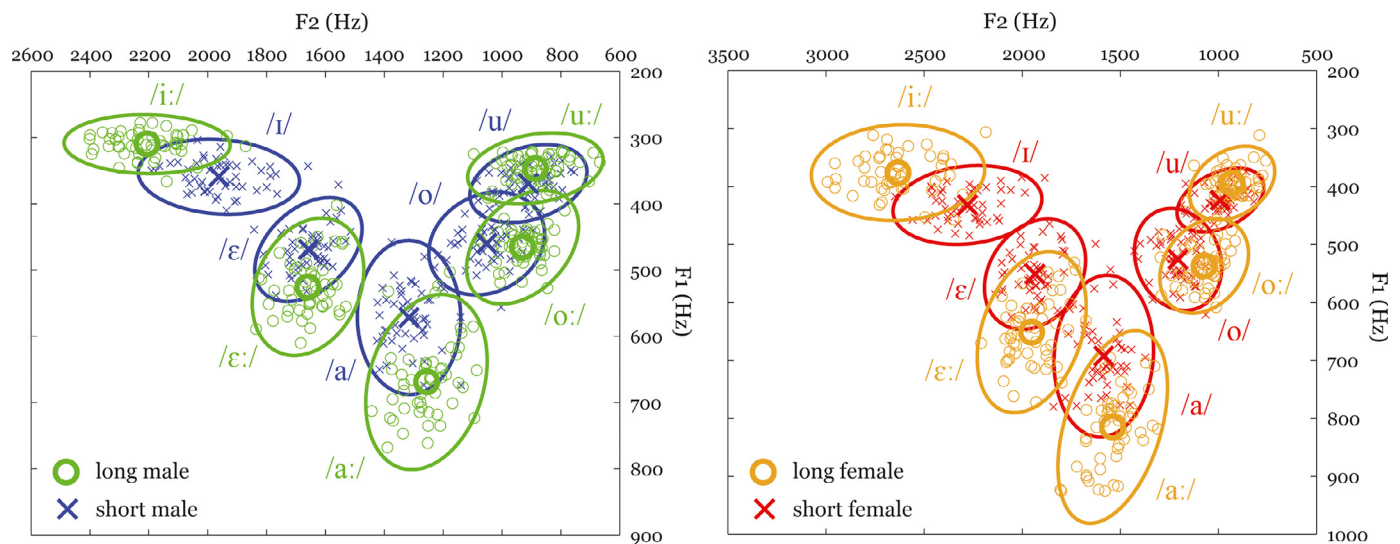 F2 (Hz)
2600 2400 2200 2000 1800 1600 1400 1200 1000 800 600
200
300
400
500
600
700
800
900
F1 (Hz)
/iː/
/ɪ/
/u/
/uː/
/o/
/ɛ/
/oː/
/ɛː/
/a/
/aː/
long male
short male
F2 (Hz)
3500 3000 2500 2000 1500 1000 500
200
300
400
500
600
700
800
900
1000
F1 (Hz)
/iː/
/uː/
/ɪ/
/u/
/oː/
/ɛ/
/o/
/ɛː/
/a/
/aː/
long female
short female